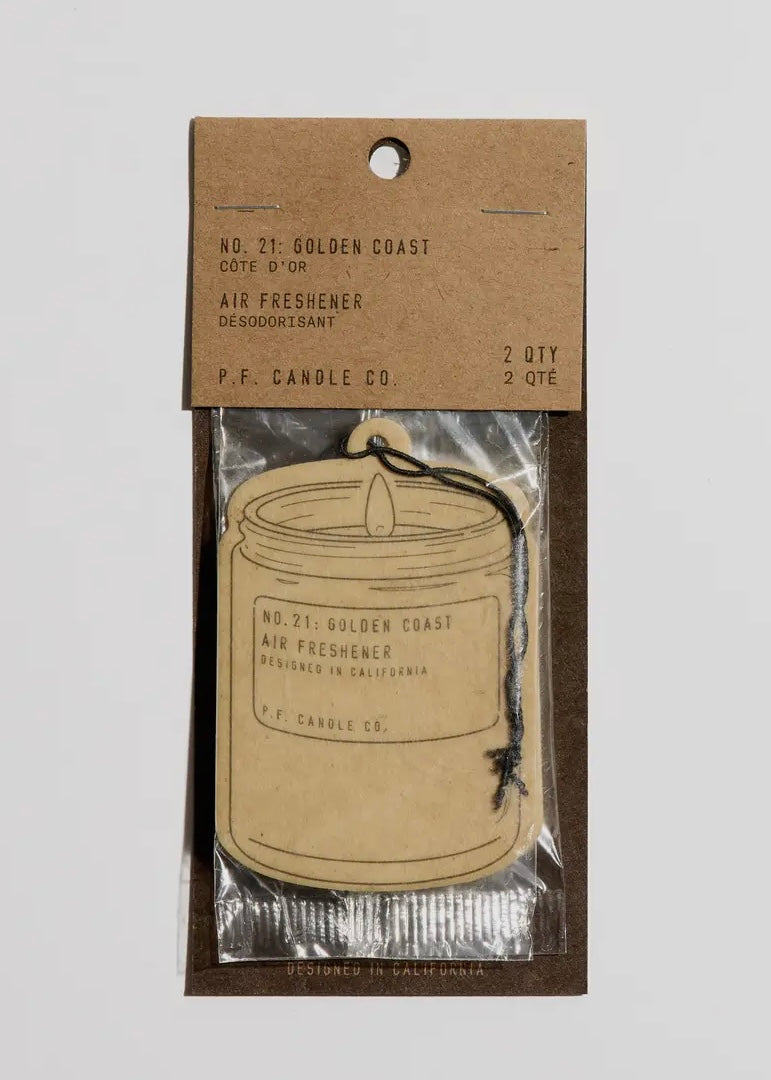 NO. 21: GOLDEN COAST
CÔTE D'OR
AIR FRESHENER
DÉSODORISANT
2 QTY
P.F. CANDLE CO.
2 QTÉ
NO. 21: GOLDEN COAST
AIR FRESHENER
DESIGNED IN CALIFORNIA
P.F. CANDLE CO.
DESIGNED IN CALIFORNIA